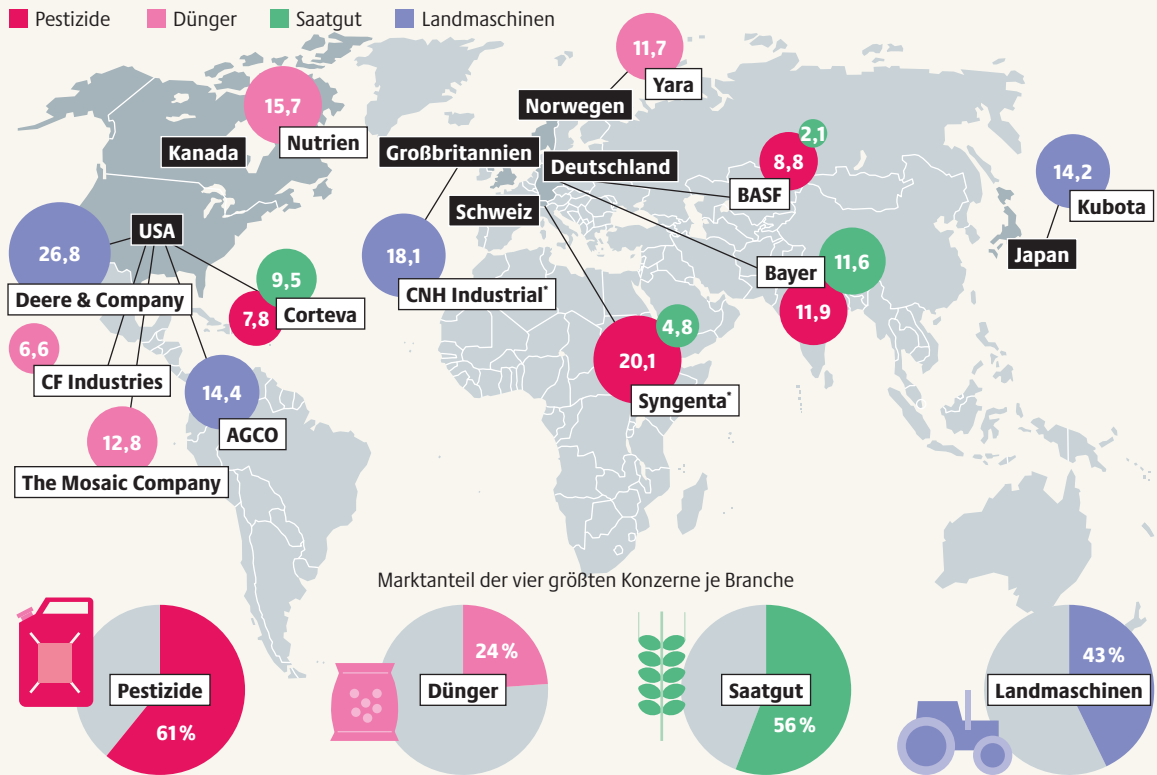 Pestizide Dünger Saatgut Landmaschinen
11,7
Yara
Norwegen
15,7
Nutrien
Kanada
Großbritannien
Deutschland
2,1
8,8
BASF
14,2
Kubota
Japan
Schweiz
USA
26,8
Deere & Company
9,5
7,8
Corteva
18,1
CNH Industrial*
Bayer
11,6
11,9
4,8
20,1
Syngenta*
6,6
CF Industries
14,4
AGCO
12,8
The Mosaic Company
Marktanteil der vier größten Konzerne je Branche
Pestizide
61 %
24 %
Dünger
Saatgut
56 %
43 %
Landmaschinen